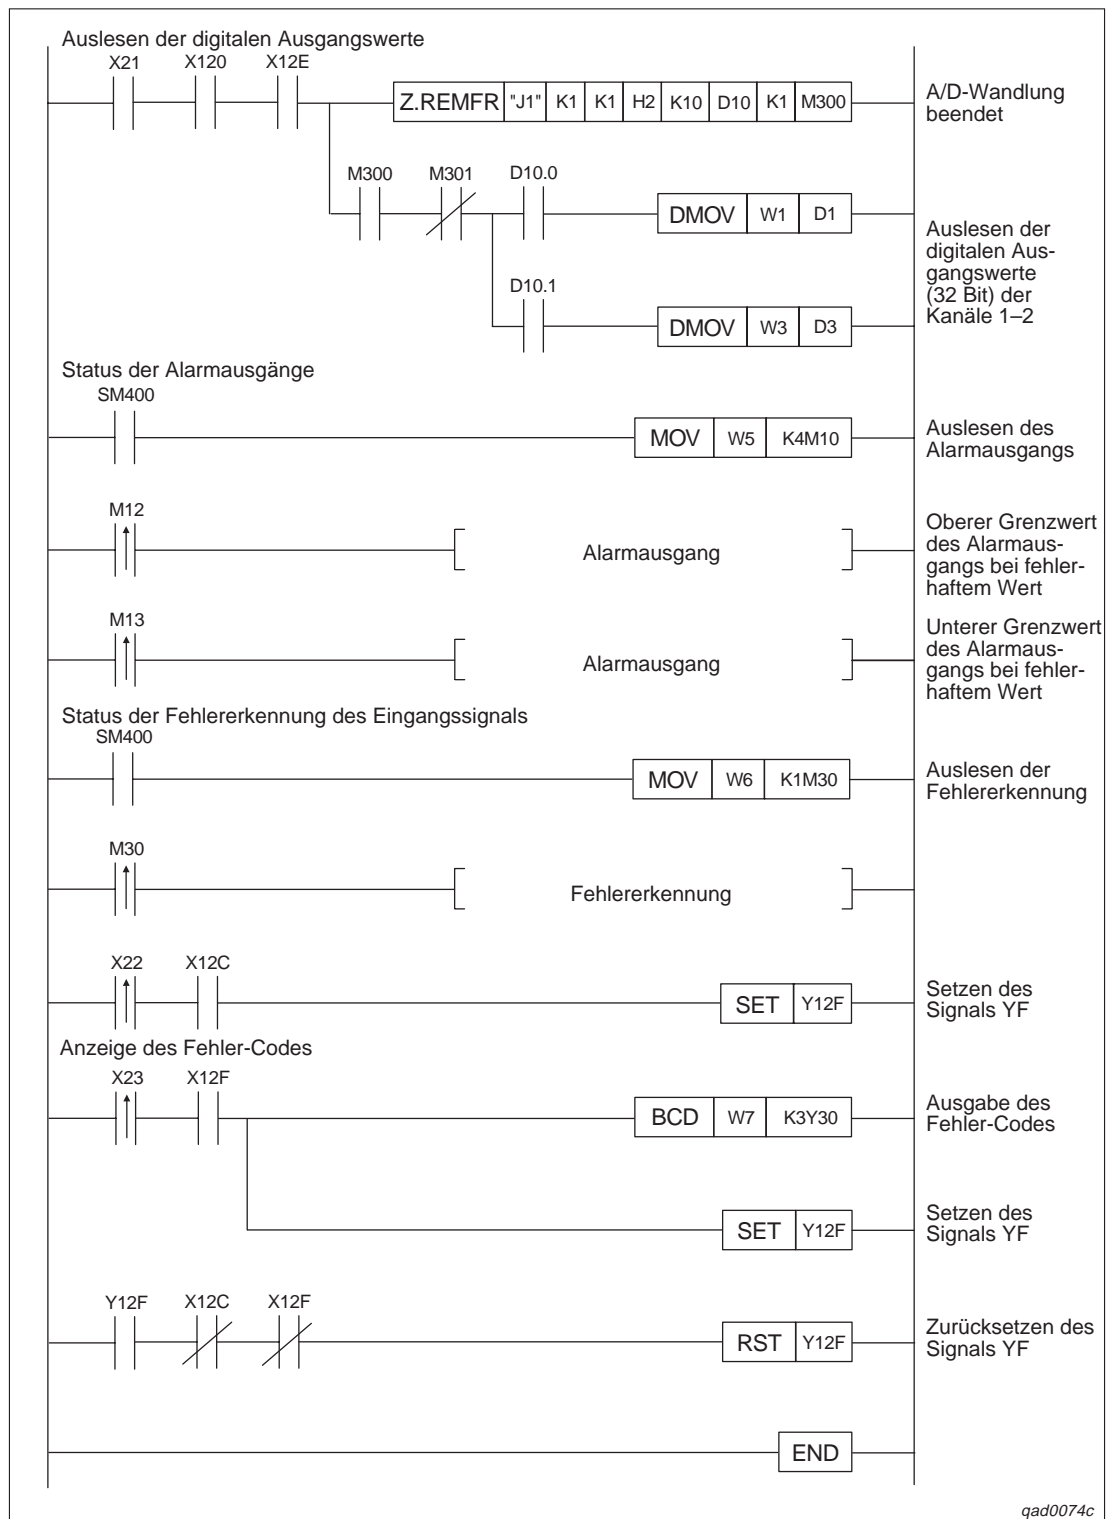 Auslesen der digitalen Ausgangswerte
X21 X120 X12E
Z.REMFR "J1" K1 K1 H2 K10 D10 K1 M300
A/D-Wandlung
beendet
M300 M301 D10.0
DMOV W1 D1
Auslesen der
digitalen Aus-
gangswerte
(32 Bit) der
Kanäle 1–2
D10.1
DMOV W3 D3
Status der Alarmausgänge
SM400
MOV W5 K4M10
Auslesen des
Alarmausgangs
M12
Alarmausgang
Oberer Grenzwert
des Alarmaus-
gangs bei fehler-
haftem Wert
M13
Alarmausgang
Unterer Grenzwert
des Alarmaus-
gangs bei fehler-
haftem Wert
Status der Fehlererkennung des Eingangssignals
SM400
MOV W6 K1M30
Auslesen der
Fehlererkennung
M30
Fehlererkennung
X22 X12C
SET Y12F
Setzen des
Signals YF
Anzeige des Fehler-Codes
X23 X12F
BCD W7 K3Y30
Ausgabe des
Fehler-Codes
SET Y12F
Setzen des
Signals YF
Y12F X12C X12F
RST Y12F
Zurücksetzen des
Signals YF
END
qad0074c